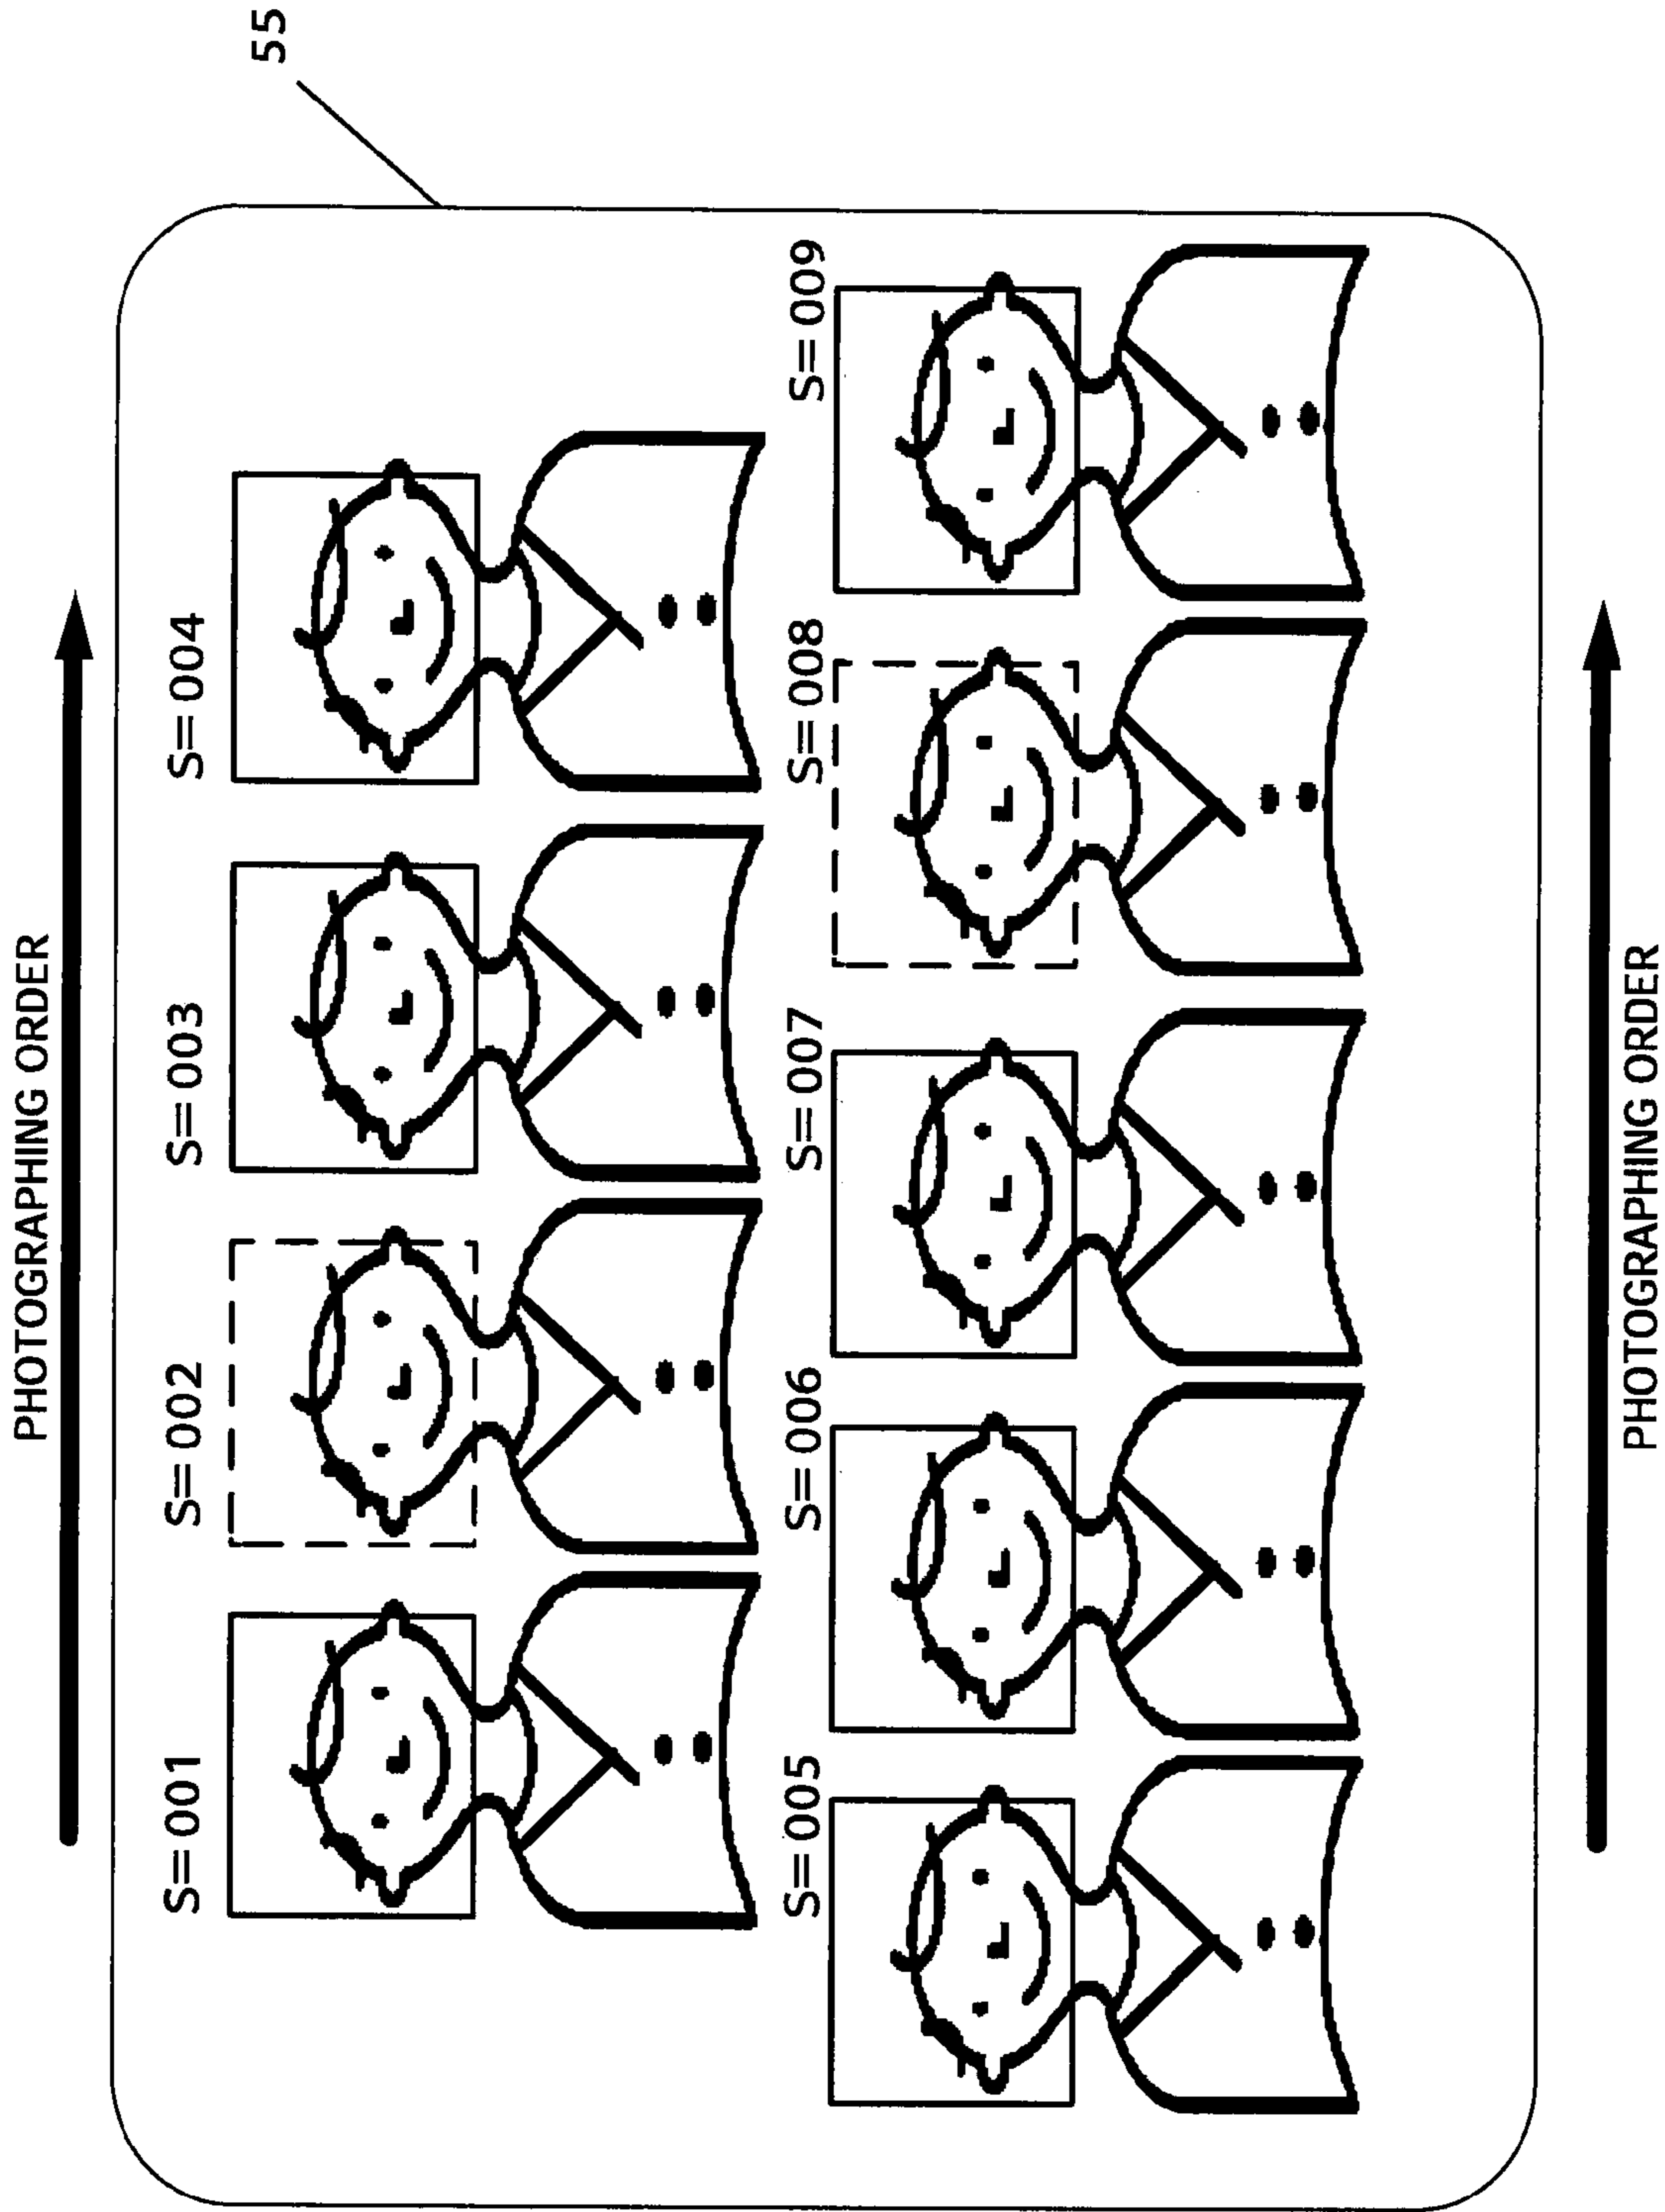 PHOTOGRAPHING ORDER
55
S=001 S=002 S=003 S=004
S=005 S=006 S=007 S=008 S=009
PHOTOGRAPHING ORDER